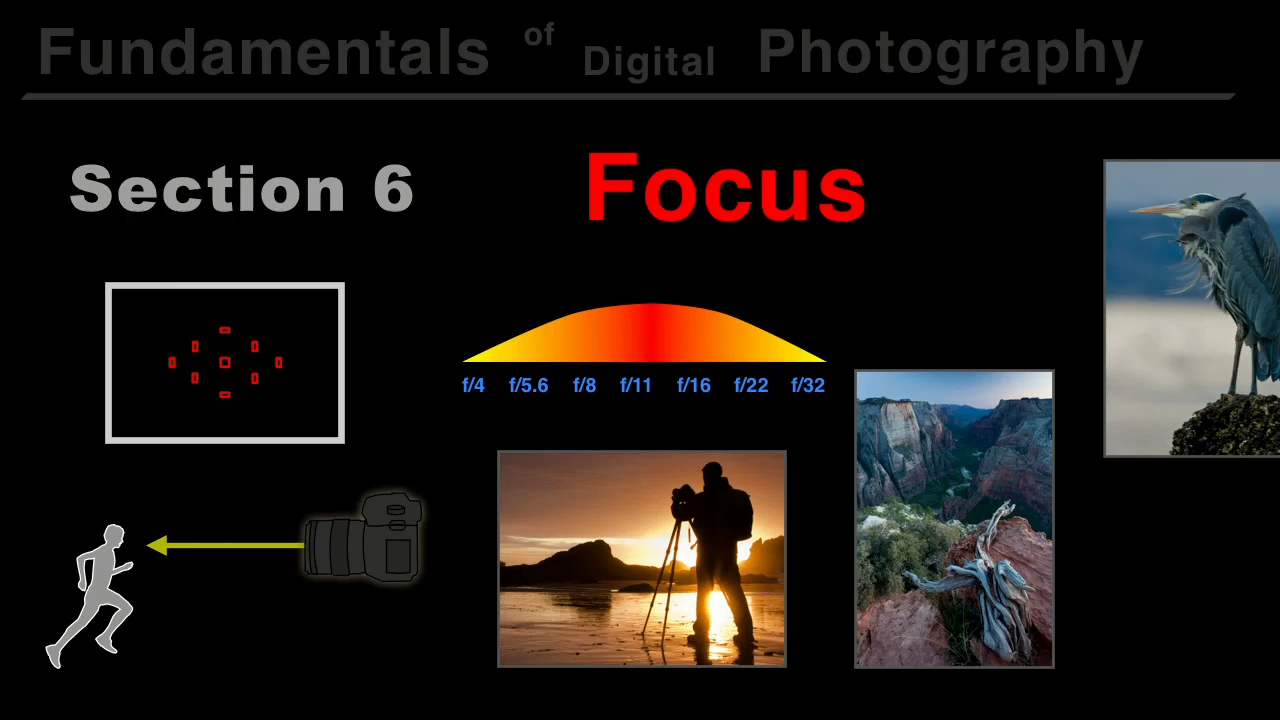 Fundamentals of Digital Photography
Section 6
Focus
f/4 f/5.6 f/8 f/11 f/16 f/22 f/32